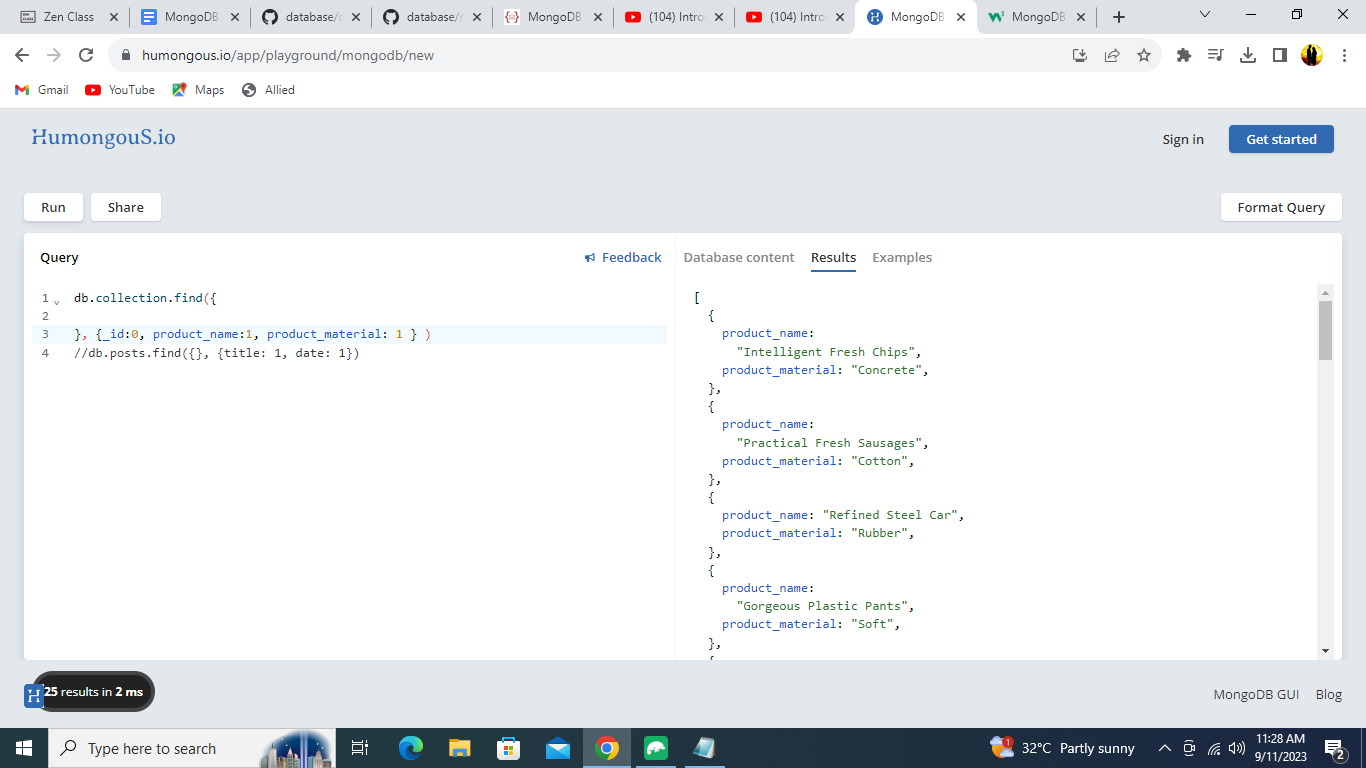 Zen Class
MongoDB
database/r
database/r
MongoDB
(104) Intro
(104) Intro
MongoDB
MongoDB
humongous.io/app/playground/mongodb/new
Gmail
YouTube
Maps
Allied
HumongouS.io
Sign in
Get started
Run
Share
Format Query
Query
Feedback
Database content
Results
Examples
1 db.collection.find({
2
3 }, {_id:0, product_name:1, product_material: 1 } )
4 //db.posts.find({}, {title: 1, date: 1})
[
{
product_name:
"Intelligent Fresh Chips",
product_material: "Concrete",
},
{
product_name:
"Practical Fresh Sausages",
product_material: "Cotton",
},
{
product_name: "Refined Steel Car",
product_material: "Rubber",
},
{
product_name:
"Gorgeous Plastic Pants",
product_material: "Soft",
},
{
H
25 results in 2 ms
MongoDB GUI
Blog
Type here to search
1
32°C Partly sunny
11:28 AM
9/11/2023
2